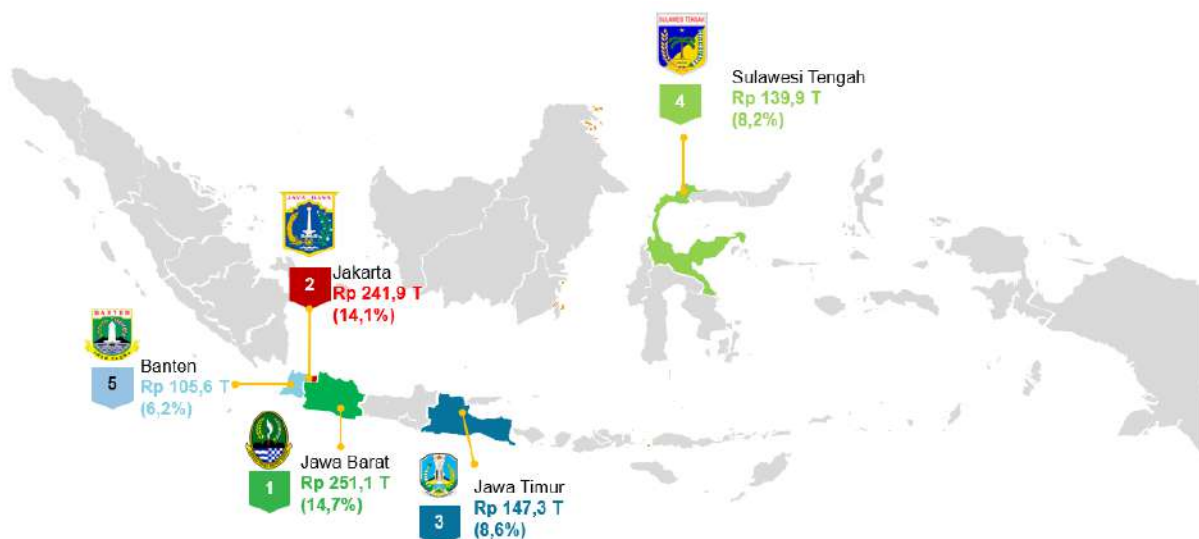 SULAWESI TENGAH
4
Sulawesi Tengah
Rp 139,9 T
(8,2%)
JAYA RAYA
2
Jakarta
Rp 241,9 T
(14,1%)
BANTEN
5
Banten
Rp 105,6 T
(6,2%)
1
Jawa Barat
Rp 251,1 T
(14,7%)
3
Jawa Timur
Rp 147,3 T
(8,6%)